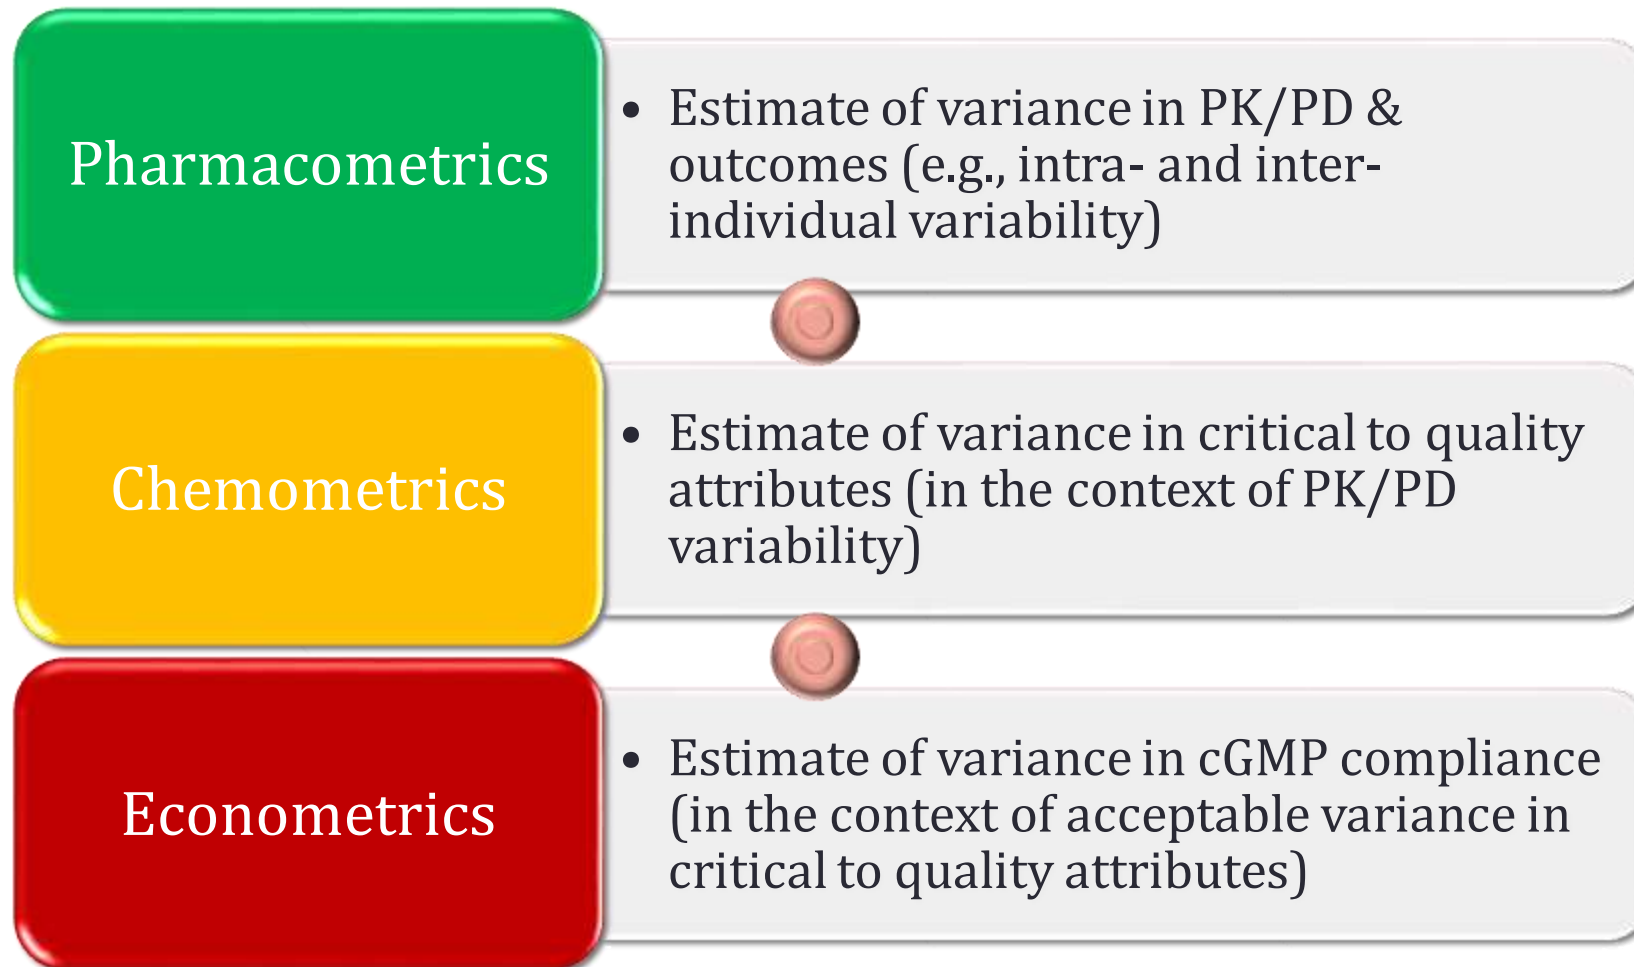 Pharmacometrics
• Estimate of variance in PK/PD &
outcomes (e.g., intra- and inter-
individual variability)
Chemometrics
• Estimate of variance in critical to quality
attributes (in the context of PK/PD
variability)
Econometrics
• Estimate of variance in cGMP compliance
(in the context of acceptable variance in
critical to quality attributes)